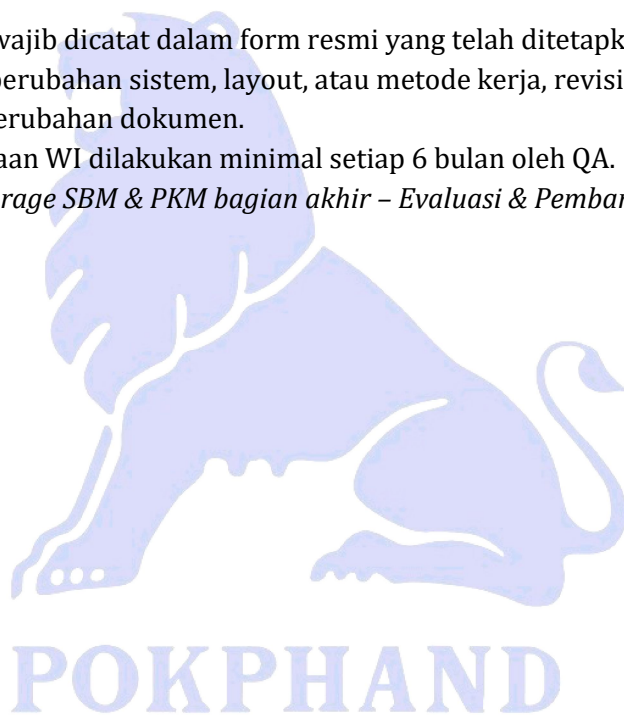 wajib dicatat dalam form resmi yang telah ditetapk
perubahan sistem, layout, atau metode kerja, revisi
erubahan dokumen.
aan WI dilakukan minimal setiap 6 bulan oleh QA.
rage SBM & PKM bagian akhir – Evaluasi & Pembar
POKPHAND